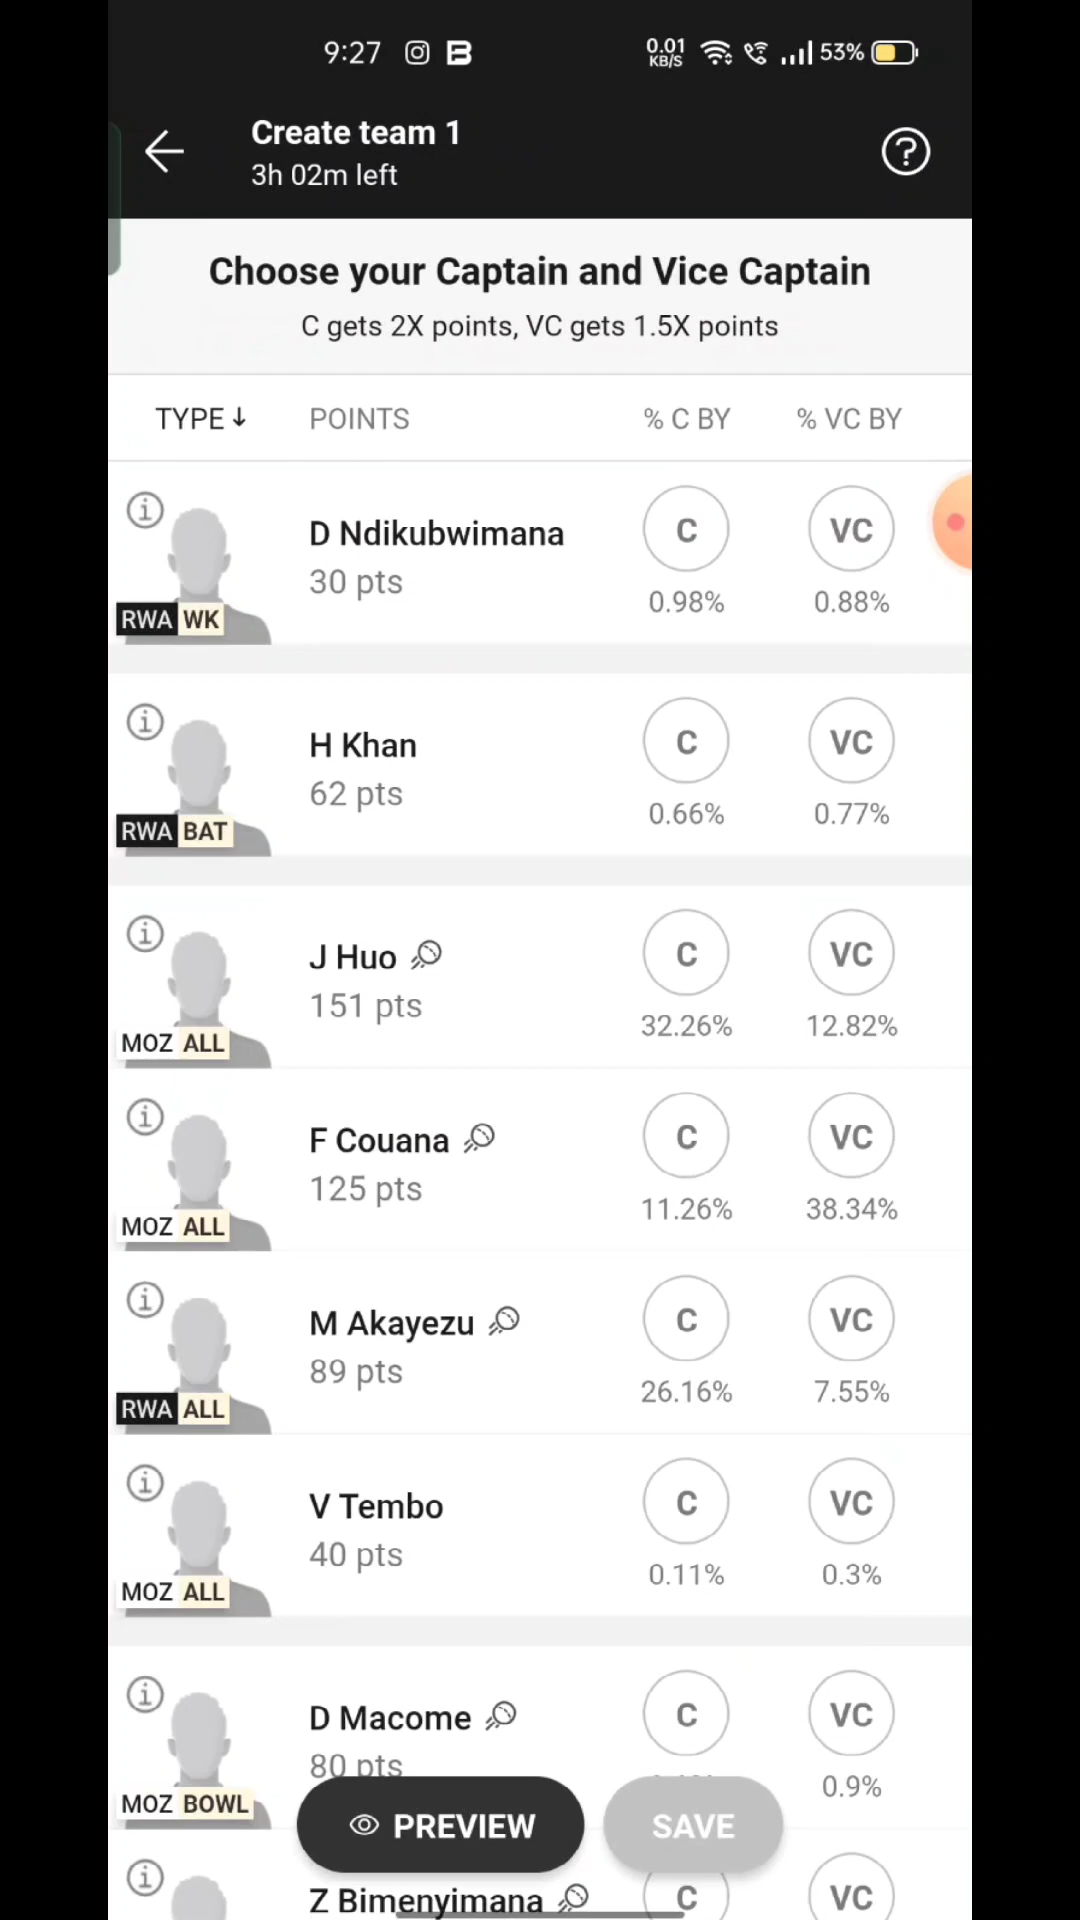 9:27 0.01 KB/S 53%
Create team 1
3h 02m left
Choose your Captain and Vice Captain
C gets 2X points, VC gets 1.5X points
TYPE↓ POINTS % C BY % VC BY
D Ndikubwimana C VC
30 pts 0.98% 0.88%
RWA WK
H Khan C VC
62 pts 0.66% 0.77%
RWA BAT
J Huo C VC
151 pts 32.26% 12.82%
MOZ ALL
F Couana C VC
125 pts 11.26% 38.34%
MOZ ALL
M Akayezu C VC
89 pts 26.16% 7.55%
RWA ALL
V Tembo C VC
40 pts 0.11% 0.3%
MOZ ALL
D Macome C VC
80 pts 0.9%
MOZ BOWL
PREVIEW SAVE
Z Bimenyimana C VC